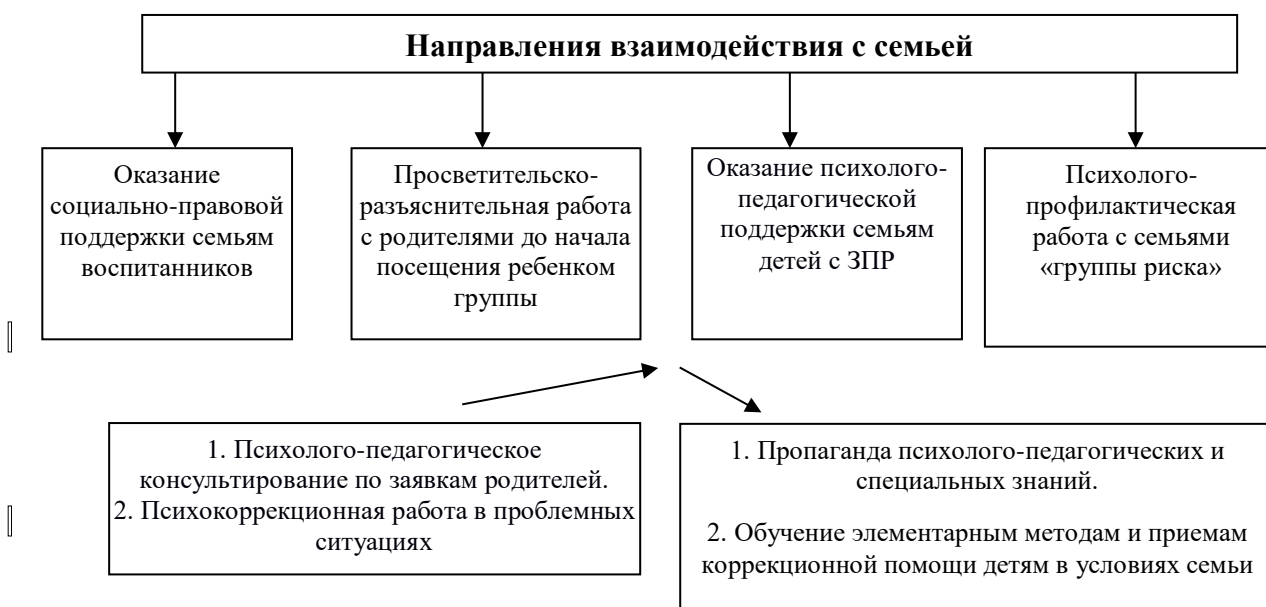 Направления взаимодействия с семьей
Оказание
социально-правовой
поддержки семьям
воспитанников
Просветительско-
разъяснительная работа
с родителями до начала
посещения ребенком
группы
Оказание психолого-
педагогической
поддержки семьям
детей с ЗПР
Психолого-
профилактическая
работа с семьями
«группы риска»
1. Психолого-педагогическое
консультирование по заявкам родителей.
2. Психокоррекционная работа в проблемных
ситуациях
1. Пропаганда психолого-педагогических и
специальных знаний.
2. Обучение элементарным методам и приемам
коррекционной помощи детям в условиях семьи